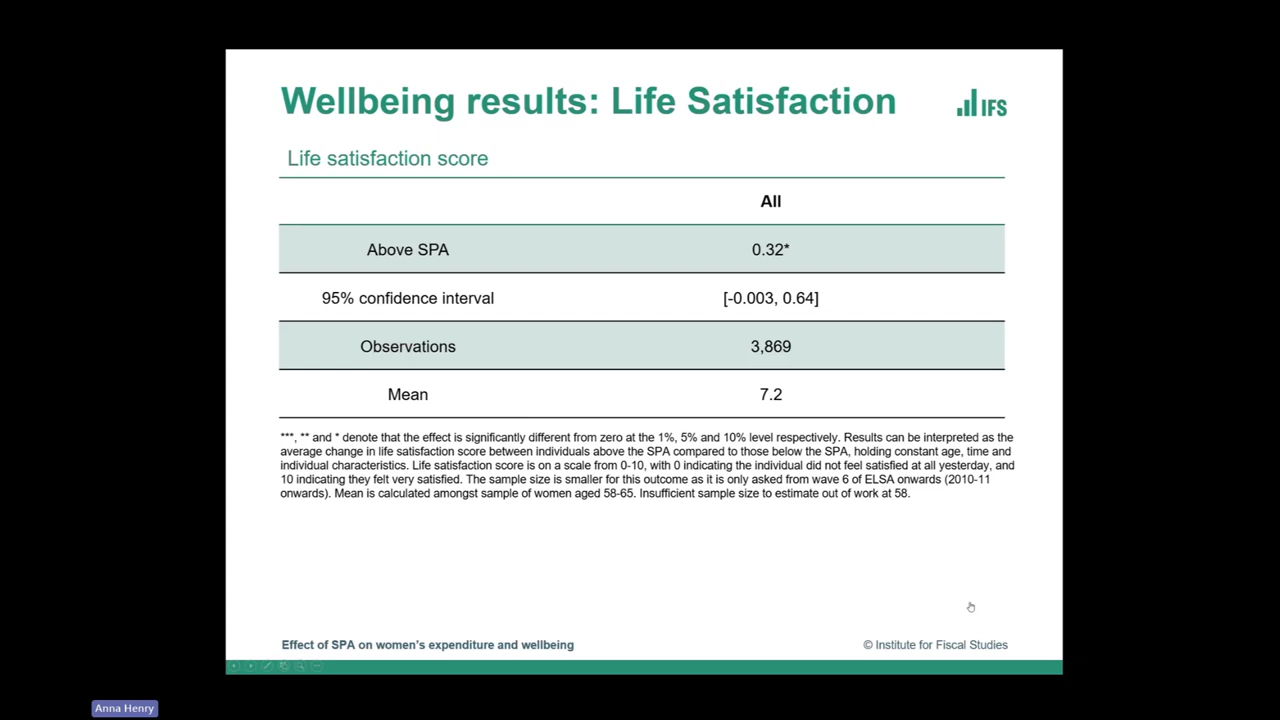 Wellbeing results: Life Satisfaction
IFS
Life satisfaction score
All
Above SPA 0.32*
95% confidence interval [-0.003, 0.64]
Observations 3,869
Mean 7.2
***, ** and * denote that the effect is significantly different from zero at the 1%, 5% and 10% level respectively. Results can be interpreted as the
average change in life satisfaction score between individuals above the SPA compared to those below the SPA, holding constant age, time and
individual characteristics. Life satisfaction score is on a scale from 0-10, with 0 indicating the individual did not feel satisfied at all yesterday, and
10 indicating they felt very satisfied. The sample size is smaller for this outcome as it is only asked from wave 6 of ELSA onwards (2010-11
onwards). Mean is calculated amongst sample of women aged 58-65. Insufficient sample size to estimate out of work at 58.
Effect of SPA on women’s expenditure and wellbeing
© Institute for Fiscal Studies
Anna Henry